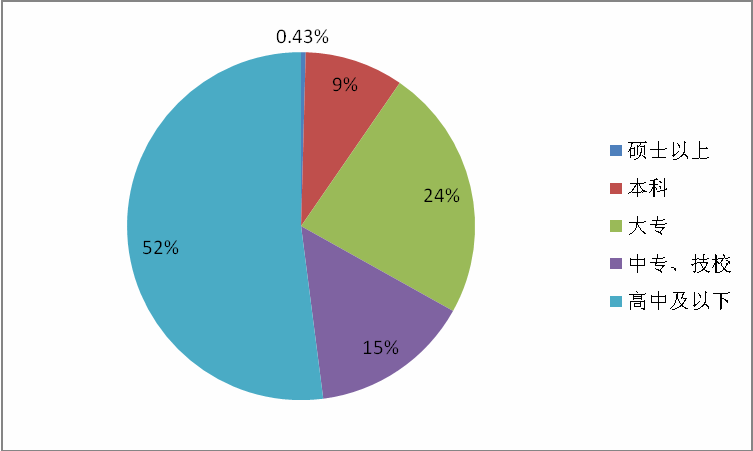 0.43%
9%
24%
15%
52%
硕士以上
本科
大专
中专、技校
高中及以下